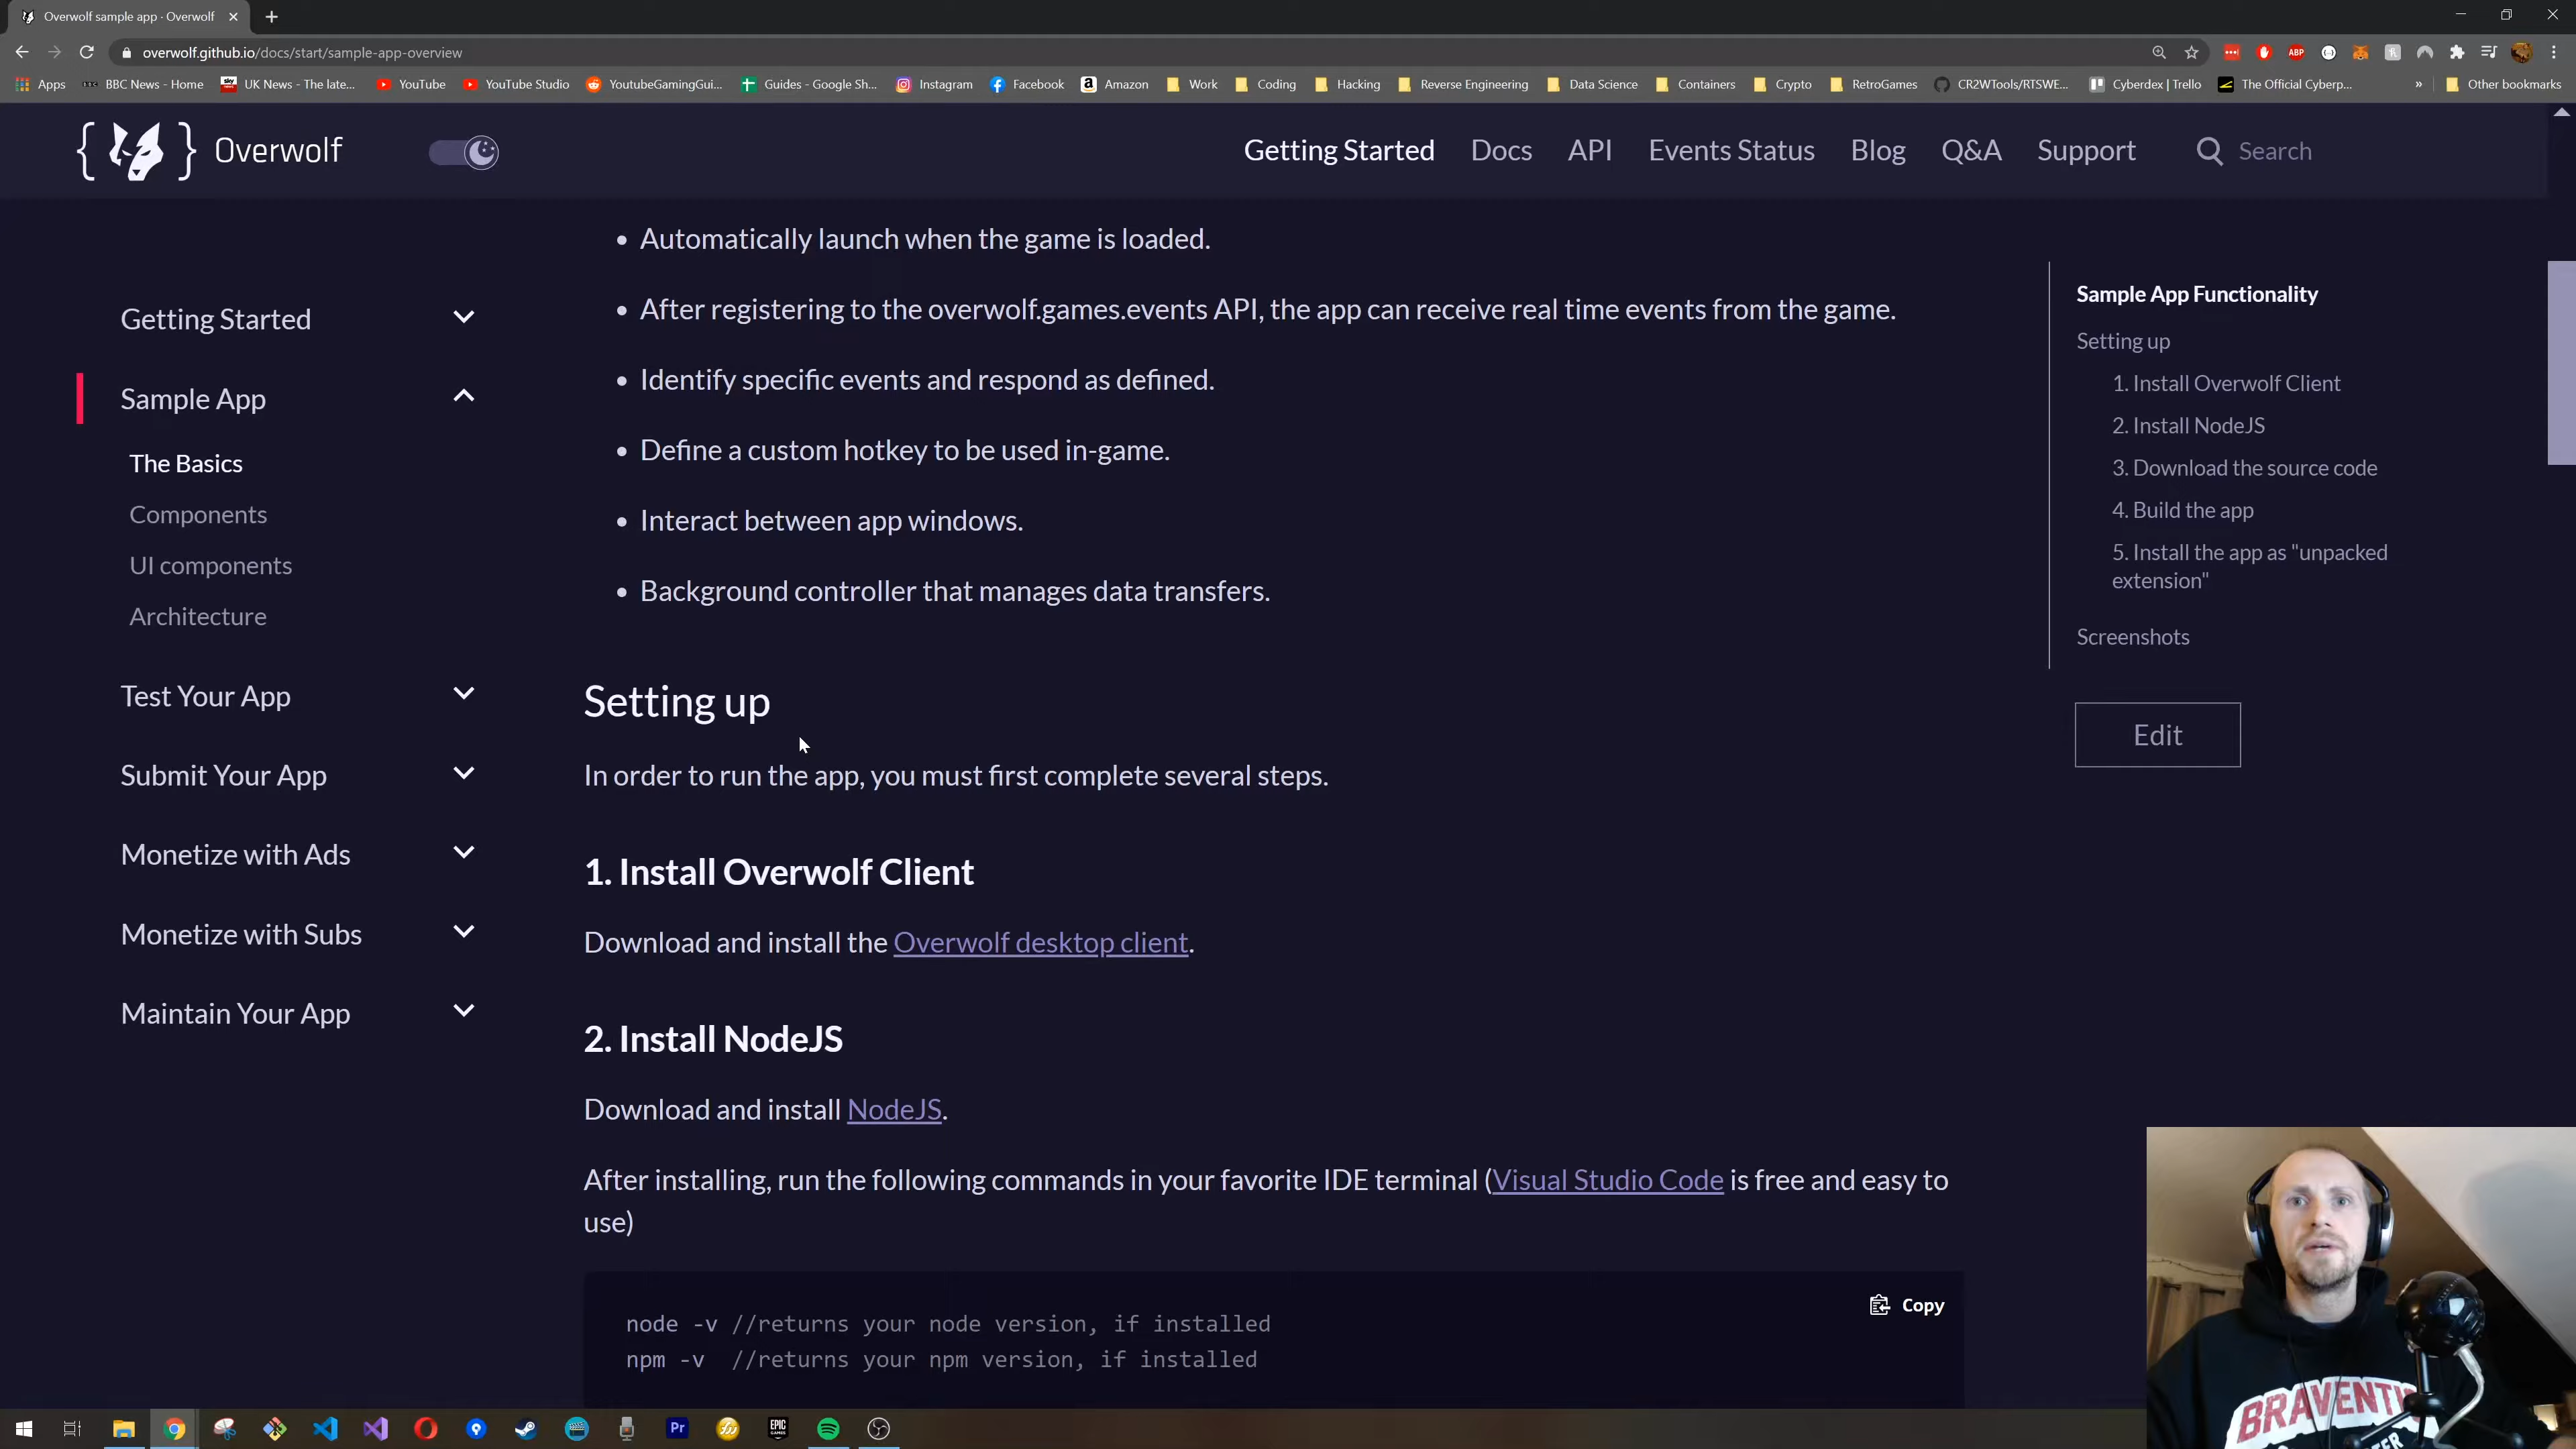 Overwolf sample app · Overwolf
overwolf.github.io/docs/start/sample-app-overview
Apps
BBC News - Home
UK News - The late...
YouTube
YouTube Studio
YoutubeGamingGui...
Guides - Google Sh...
Instagram
Facebook
Amazon
Work
Coding
Hacking
Reverse Engineering
Data Science
Containers
Crypto
RetroGames
CR2WTools/RTSWE...
Cyberdex | Trello
The Official Cyberp...
»
Other bookmarks
{ } Overwolf
Getting Started
Docs
API
Events Status
Blog
Q&A
Support
Search
Getting Started
Sample App
The Basics
Components
UI components
Architecture
Test Your App
Submit Your App
Monetize with Ads
Monetize with Subs
Maintain Your App
• Automatically launch when the game is loaded.
• After registering to the overwolf.games.events API, the app can receive real time events from the game.
• Identify specific events and respond as defined.
• Define a custom hotkey to be used in-game.
• Interact between app windows.
• Background controller that manages data transfers.
Setting up
In order to run the app, you must first complete several steps.
1. Install Overwolf Client
Download and install the Overwolf desktop client.
2. Install NodeJS
Download and install NodeJS.
After installing, run the following commands in your favorite IDE terminal (Visual Studio Code is free and easy to
use)
Copy
node -v //returns your node version, if installed
npm -v  //returns your npm version, if installed
Sample App Functionality
Setting up
1. Install Overwolf Client
2. Install NodeJS
3. Download the source code
4. Build the app
5. Install the app as "unpacked
extension"
Screenshots
Edit
ABP
Pr
EPIC
GAMES